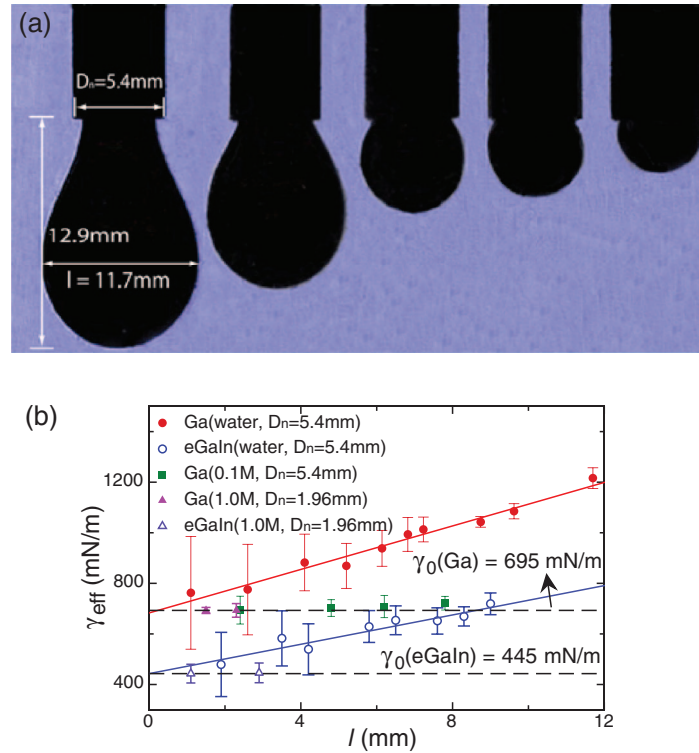 (a)
Dₙ=5.4mm
12.9mm
l = 11.7mm
(b)
Ga(water, Dₙ=5.4mm)
eGaIn(water, Dₙ=5.4mm)
Ga(0.1M, Dₙ=5.4mm)
Ga(1.0M, Dₙ=1.96mm)
eGaIn(1.0M, Dₙ=1.96mm)
1200
800
400
γeff (mN/m)
γ₀(Ga) = 695 mN/m
γ₀(eGaIn) = 445 mN/m
0 4 8 12
l (mm)